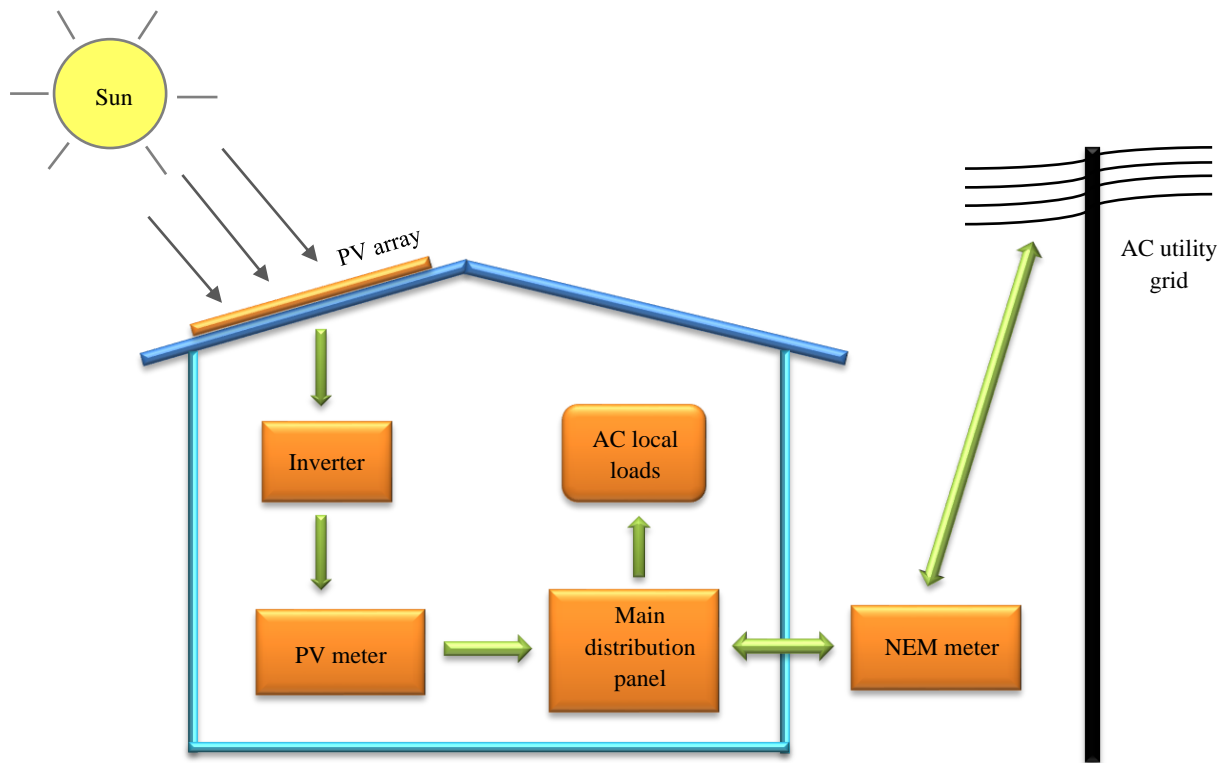 Sun
PV array
AC utility
grid
Inverter
AC local
loads
PV meter
Main
distribution
panel
NEM meter